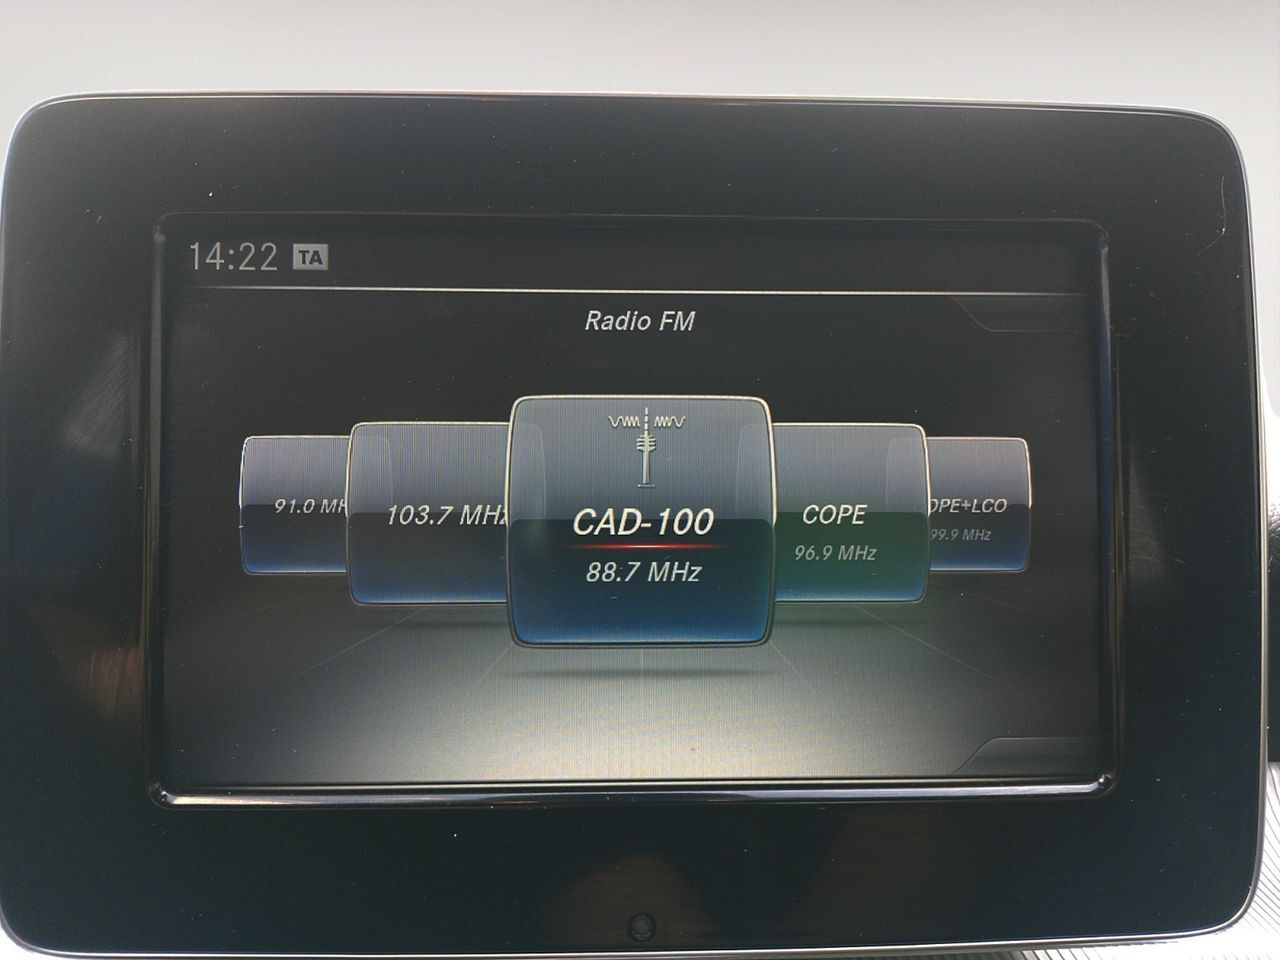 14:22 TA
Radio FM
91.0
103.7 MHz
CAD-100
88.7 MHz
COPE
96.9 MHz
OPE+LCO
99.9 MHz